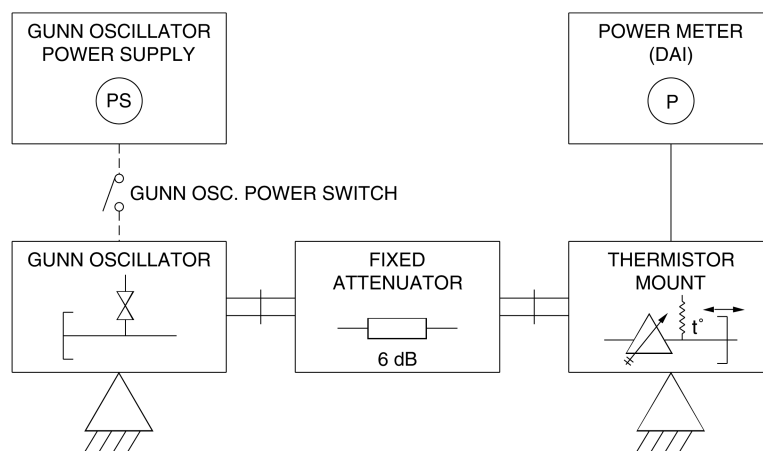 GUNN OSCILLATOR
POWER SUPPLY
PS
POWER METER
(DAI)
P
GUNN OSC. POWER SWITCH
GUNN OSCILLATOR
FIXED
ATTENUATOR
6 dB
THERMISTOR
MOUNT
t°